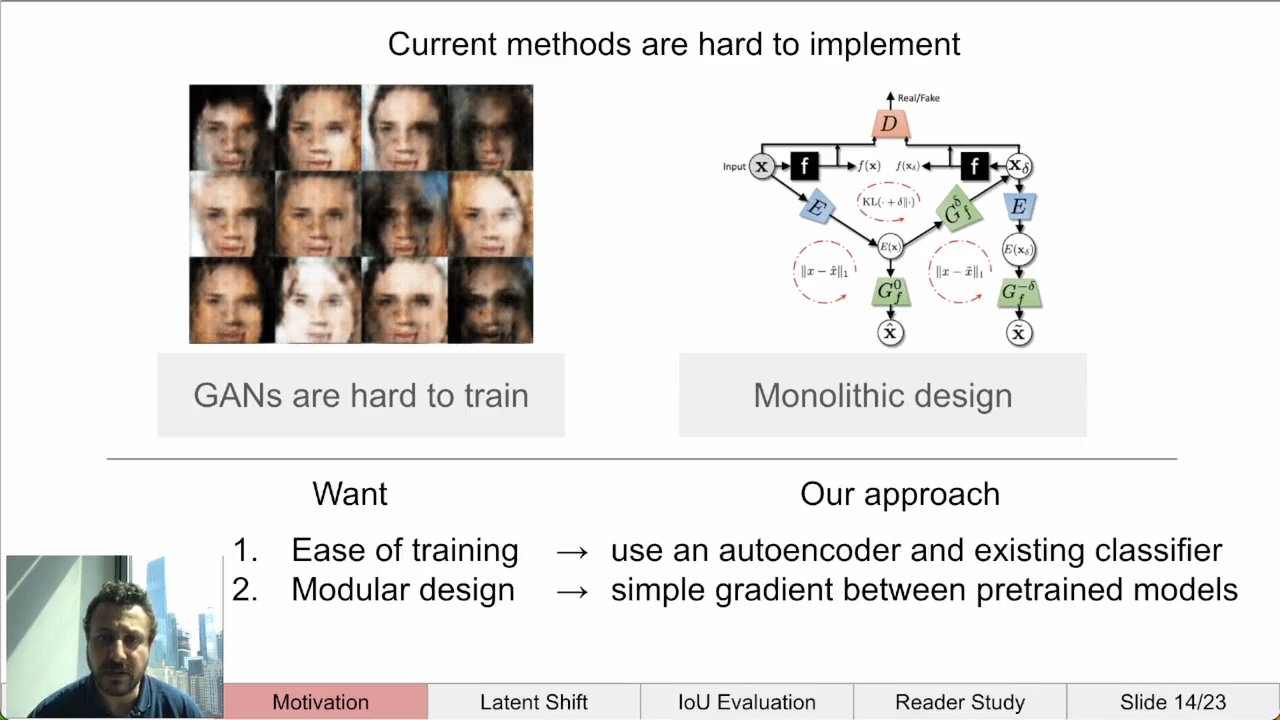 Current methods are hard to implement
Real/Fake
D
Input x f f(x) f(x_δ) f x_δ
E KL(· + δ‖·) G_f^δ E
E(x) E(x_δ)
‖x − x̂‖₁ ‖x − x̃‖₁
G_f^0 G_f^{−δ}
x̂ x̃
GANs are hard to train
Monolithic design
Want Our approach
1. Ease of training → use an autoencoder and existing classifier
2. Modular design → simple gradient between pretrained models
Motivation Latent Shift IoU Evaluation Reader Study Slide 14/23